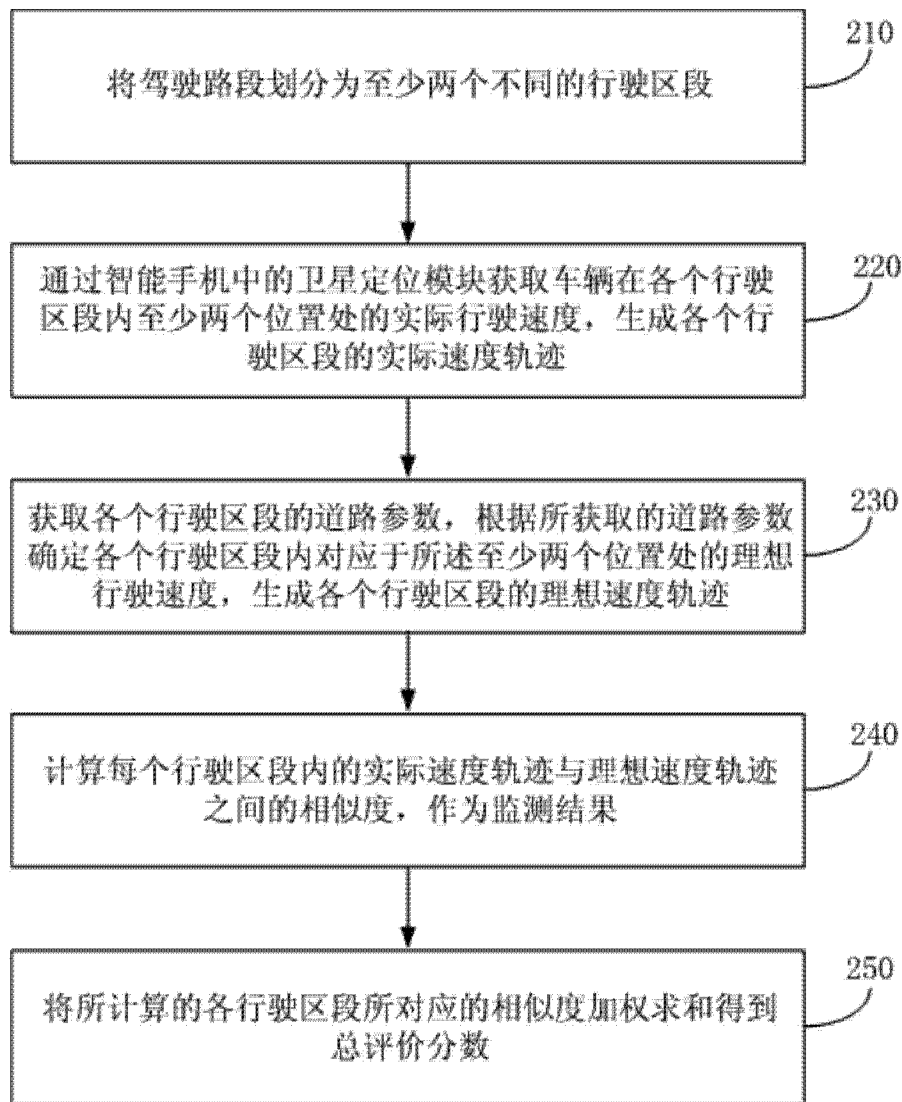 210
将驾驶路段划分为至少两个不同的行驶区段
220
通过智能手机中的卫星定位模块获取车辆在各个行驶
区段内至少两个位置处的实际行驶速度，生成各个行
驶区段的实际速度轨迹
230
获取各个行驶区段的道路参数，根据所获取的道路参数
确定各个行驶区段内对应于所述至少两个位置处的理想
行驶速度，生成各个行驶区段的理想速度轨迹
240
计算每个行驶区段内的实际速度轨迹与理想速度轨迹
之间的相似度，作为监测结果
250
将所计算的各行驶区段所对应的相似度加权求和得到
总评价分数